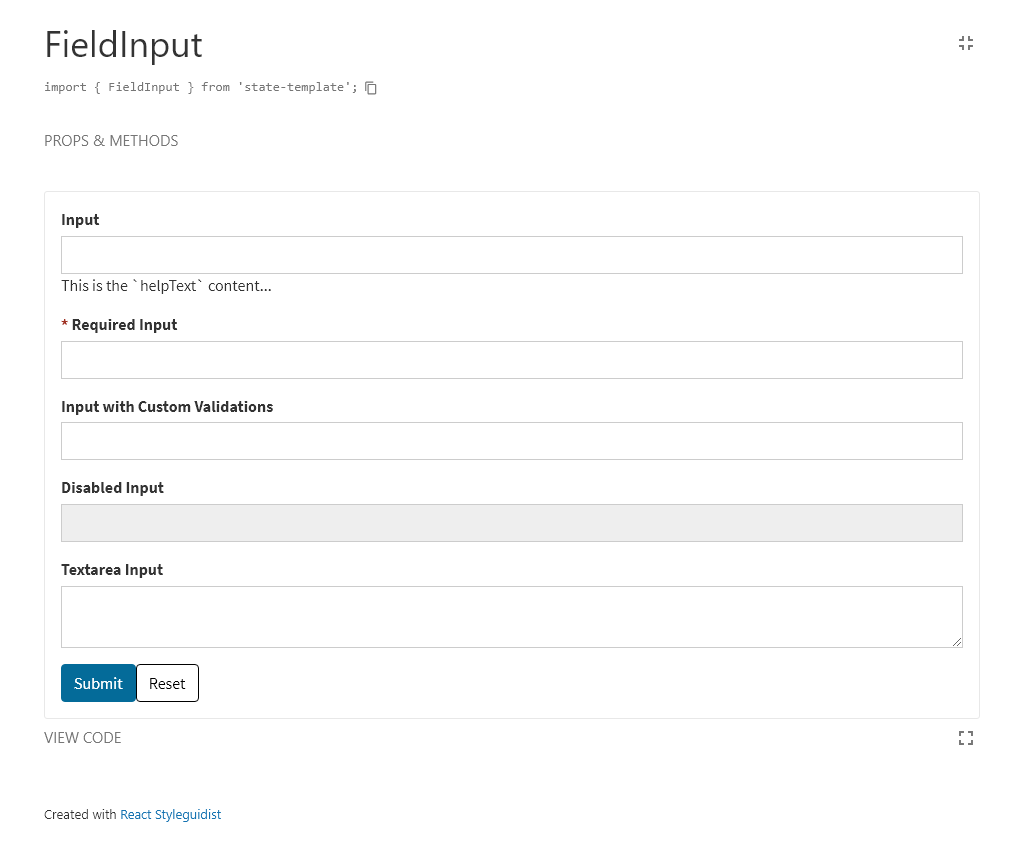 FieldInput
import { FieldInput } from 'state-template';
PROPS & METHODS
Input
This is the `helpText` content...
* Required Input
Input with Custom Validations
Disabled Input
Textarea Input
Submit Reset
VIEW CODE
Created with React Styleguidist